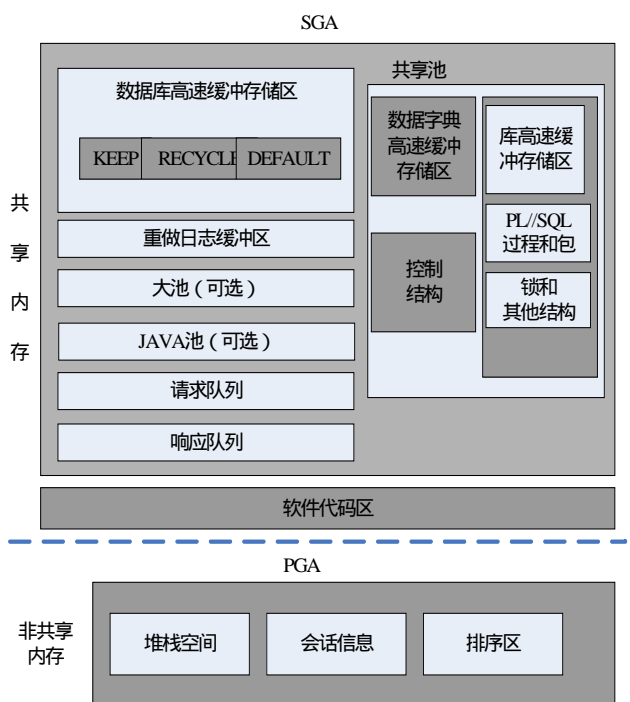 SGA
共享内存
数据库高速缓冲存储区
KEEP
RECYCLE
DEFAULT
重做日志缓冲区
大池（可选）
JAVA池（可选）
请求队列
响应队列
共享池
数据字典
高速缓冲
存储区
控制
结构
库高速缓
冲存储区
PL//SQL
过程和包
锁和
其他结构
软件代码区
PGA
非共享
内存
堆栈空间
会话信息
排序区